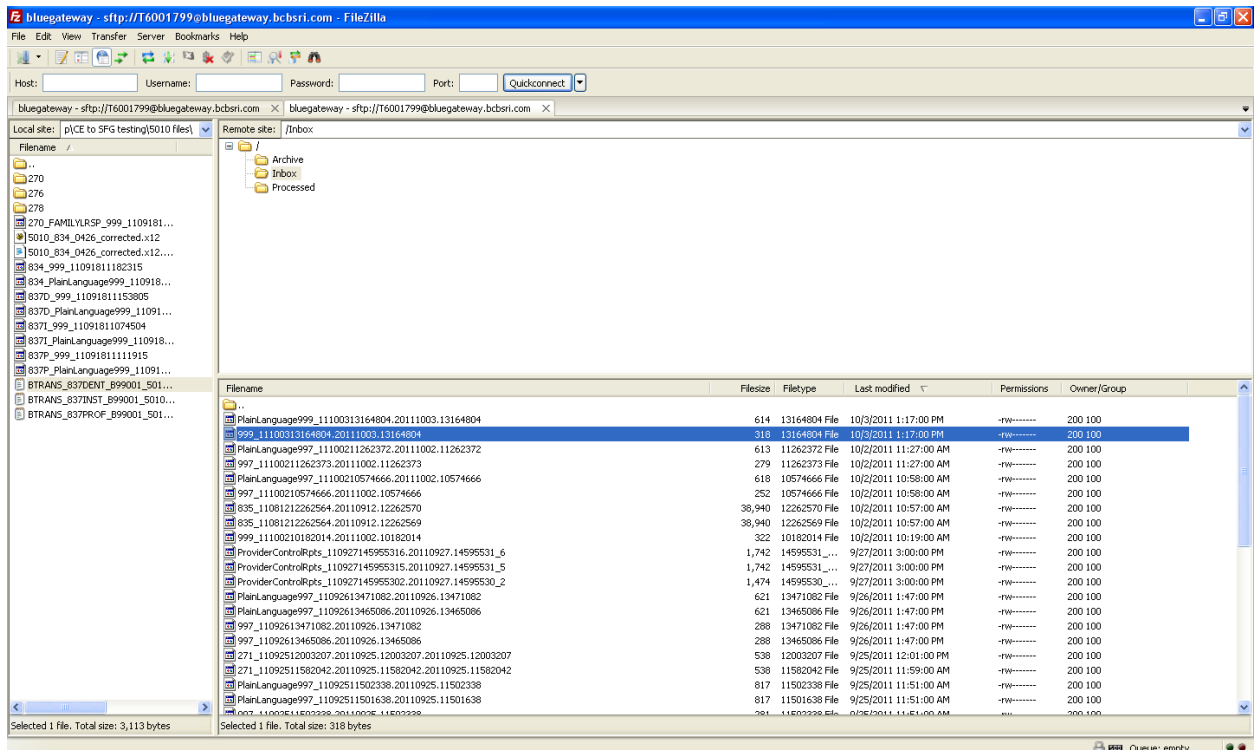 bluegateway - sftp://T6001799@bluegateway.bcbsri.com - FileZilla
File Edit View Transfer Server Bookmarks Help
Host: Username: Password: Port: Quickconnect
bluegateway - sftp://T6001799@bluegateway.bcbsri.com bluegateway - sftp://T6001799@bluegateway.bcbsri.com
Local site: p\CE to SFG testing\5010 files\
Filename
..
270
276
278
270_FAMILYLRSP_999_1109181...
5010_834_0426_corrected.x12
5010_834_0426_corrected.x12....
834_999_11091811182315
834_PlainLanguage999_110918...
837D_999_11091811153805
837D_PlainLanguage999_11091...
837I_999_11091811074504
837I_PlainLanguage999_110918...
837P_999_11091811111915
837P_PlainLanguage999_11091...
BTRANS_837DENT_B99001_501...
BTRANS_837INST_B99001_5010...
BTRANS_837PROF_B99001_501...
Selected 1 file. Total size: 3,113 bytes
Remote site: /Inbox
/
Archive
Inbox
Processed
Filename Filesize Filetype Last modified Permissions Owner/Group
..
PlainLanguage999_11100313164804.20111003.13164804 614 13164804 File 10/3/2011 1:17:00 PM -rw------- 200 100
999_11100313164804.20111003.13164804 318 13164804 File 10/3/2011 1:17:00 PM -rw------- 200 100
PlainLanguage997_11100211262372.20111002.11262372 613 11262372 File 10/2/2011 11:27:00 AM -rw------- 200 100
997_11100211262373.20111002.11262373 279 11262373 File 10/2/2011 11:27:00 AM -rw------- 200 100
PlainLanguage997_11100210574666.20111002.10574666 618 10574666 File 10/2/2011 10:58:00 AM -rw------- 200 100
997_11100210574666.20111002.10574666 252 10574666 File 10/2/2011 10:58:00 AM -rw------- 200 100
835_11081212262564.20110912.12262570 38,940 12262570 File 10/2/2011 10:57:00 AM -rw------- 200 100
835_11081212262564.20110912.12262569 38,940 12262569 File 10/2/2011 10:57:00 AM -rw------- 200 100
999_11100210182014.20111002.10182014 322 10182014 File 10/2/2011 10:19:00 AM -rw------- 200 100
ProviderControlRpts_110927145955316.20110927.14595531_6 1,742 14595531_... 9/27/2011 3:00:00 PM -rw------- 200 100
ProviderControlRpts_110927145955315.20110927.14595531_5 1,742 14595531_... 9/27/2011 3:00:00 PM -rw------- 200 100
ProviderControlRpts_110927145955302.20110927.14595530_2 1,474 14595530_... 9/27/2011 3:00:00 PM -rw------- 200 100
PlainLanguage997_11092613471082.20110926.13471082 621 13471082 File 9/26/2011 1:47:00 PM -rw------- 200 100
PlainLanguage997_11092613465086.20110926.13465086 621 13465086 File 9/26/2011 1:47:00 PM -rw------- 200 100
997_11092613471082.20110926.13471082 288 13471082 File 9/26/2011 1:47:00 PM -rw------- 200 100
997_11092613465086.20110926.13465086 288 13465086 File 9/26/2011 1:47:00 PM -rw------- 200 100
271_11092512003207.20110925.12003207.20110925.12003207 538 12003207 File 9/25/2011 12:01:00 PM -rw------- 200 100
271_11092511582042.20110925.11582042.20110925.11582042 538 11582042 File 9/25/2011 11:59:00 AM -rw------- 200 100
PlainLanguage997_11092511502338.20110925.11502338 817 11502338 File 9/25/2011 11:51:00 AM -rw------- 200 100
PlainLanguage997_11092511501638.20110925.11501638 817 11501638 File 9/25/2011 11:51:00 AM -rw------- 200 100
Selected 1 file. Total size: 318 bytes
Queue: empty